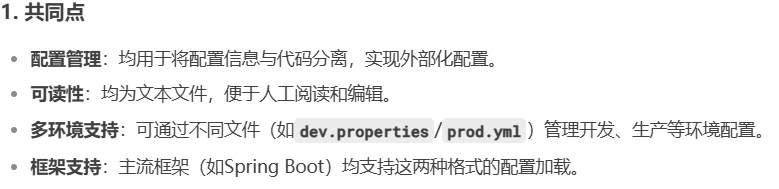 1. 共同点
• 配置管理：均用于将配置信息与代码分离，实现外部化配置。
• 可读性：均为文本文件，便于人工阅读和编辑。
• 多环境支持：可通过不同文件（如dev.properties/prod.yml）管理开发、生产等环境配置。
• 框架支持：主流框架（如Spring Boot）均支持这两种格式的配置加载。